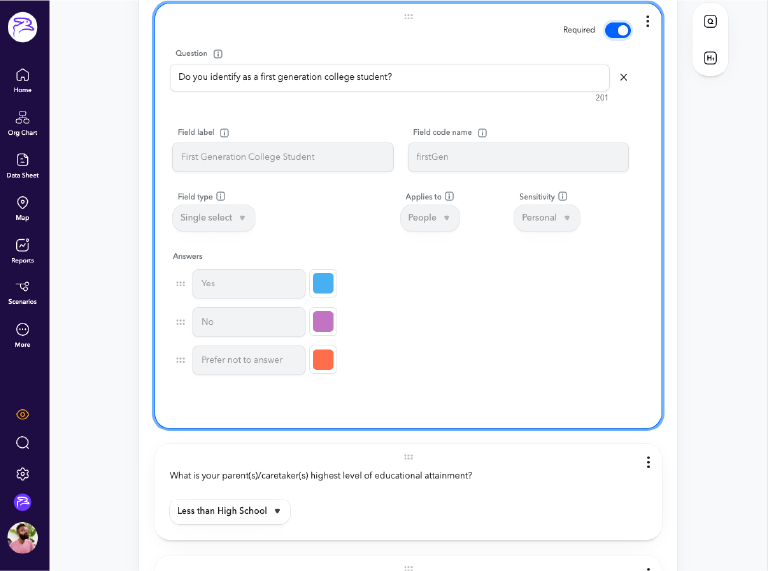 Home
Org Chart
Data Sheet
Map
Reports
Scenarios
More
Required
Question
Do you identify as a first generation college student?
201
Field label
Field code name
First Generation College Student
firstGen
Field type
Applies to
Sensitivity
Single select
People
Personal
Answers
Yes
No
Prefer not to answer
What is your parent(s)/caretaker(s) highest level of educational attainment?
Less than High School
Q